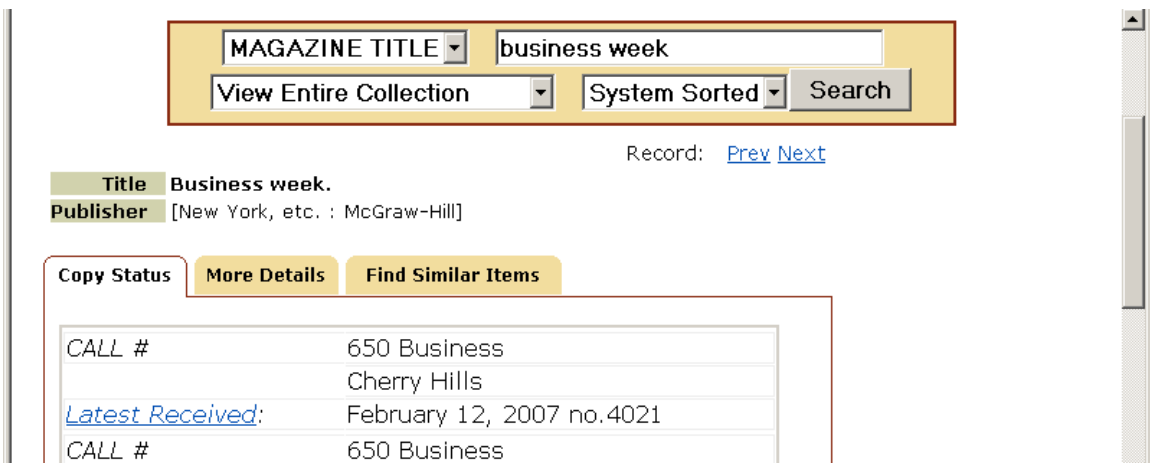 MAGAZINE TITLE business week
View Entire Collection System Sorted Search
Record: Prev Next
Title Business week.
Publisher [New York, etc. : McGraw-Hill]
Copy Status More Details Find Similar Items
CALL # 650 Business
Cherry Hills
Latest Received: February 12, 2007 no.4021
CALL # 650 Business